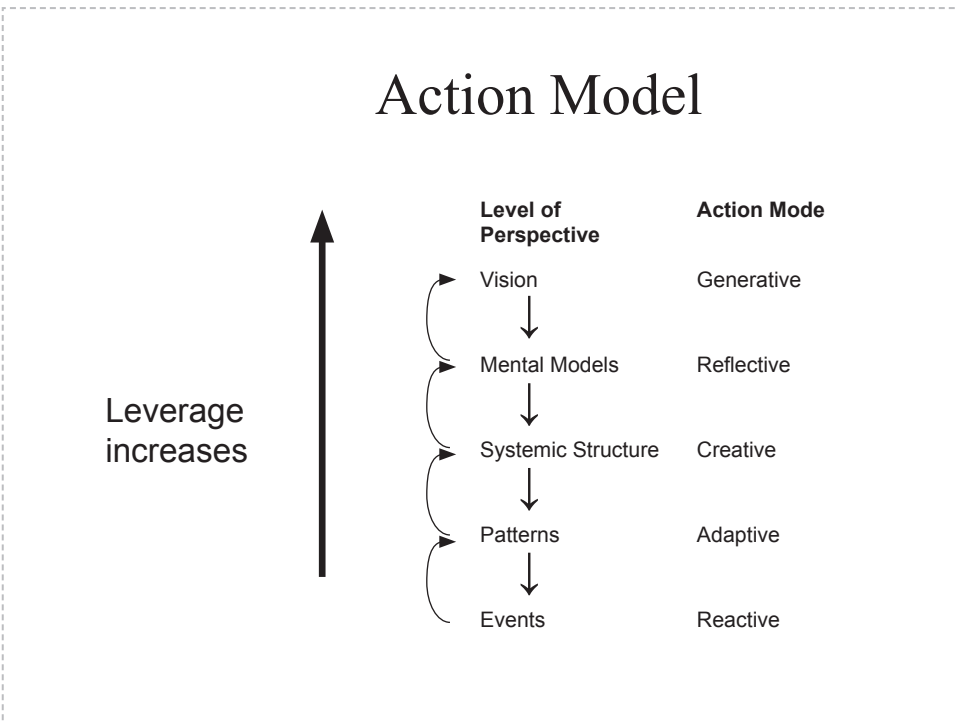 Action Model
Level of
Perspective
Action Mode
Vision
Generative
Mental Models
Reflective
Leverage
increases
Systemic Structure
Creative
Patterns
Adaptive
Events
Reactive